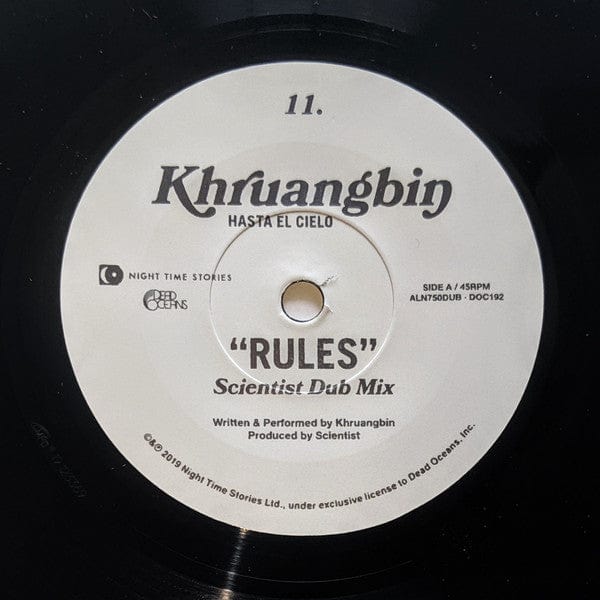 11.
Khruangbin
HASTA EL CIELO
NIGHT TIME STORIES
DEAD OCEANS
SIDE A / 45RPM
ALN750DUB · DOC192
“RULES”
Scientist Dub Mix
Written & Performed by Khruangbin
Produced by Scientist
©&℗ 2019 Night Time Stories Ltd., under exclusive license to Dead Oceans, Inc.